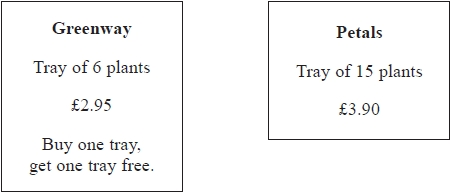 Greenway
Tray of 6 plants
£2.95
Buy one tray,
get one tray free.
Petals
Tray of 15 plants
£3.90